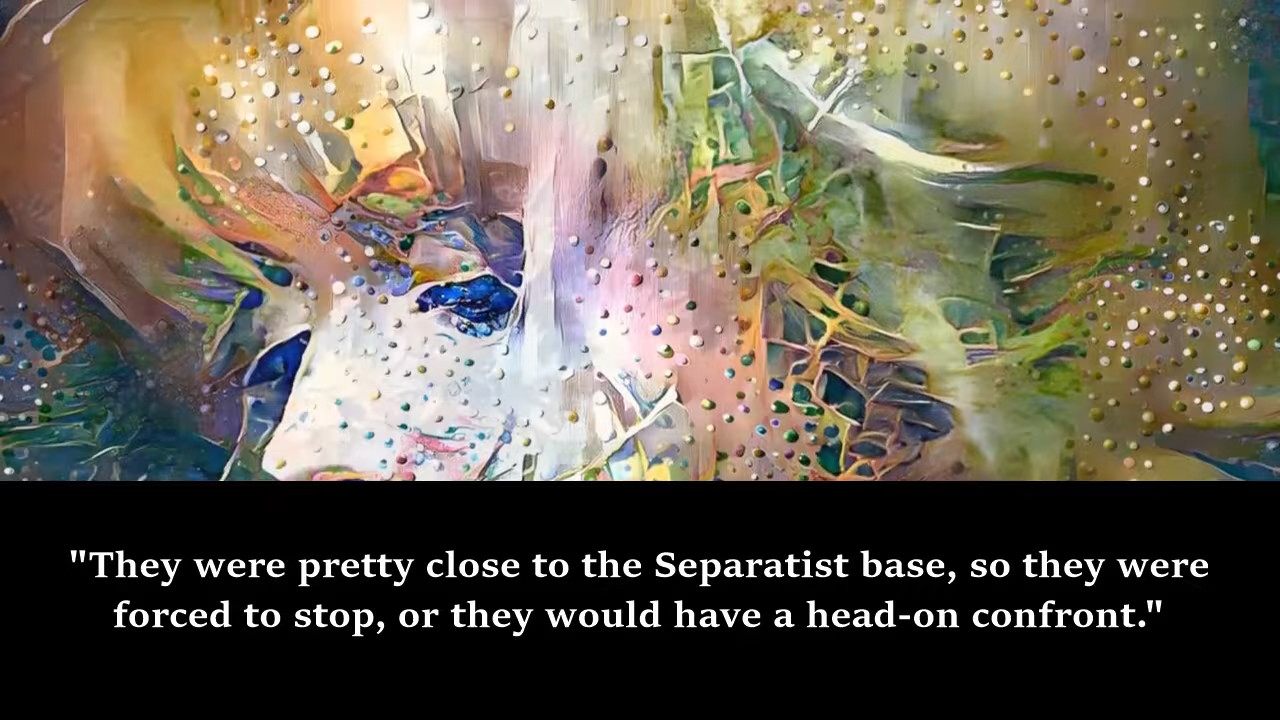 "They were pretty close to the Separatist base, so they were
forced to stop, or they would have a head-on confront."